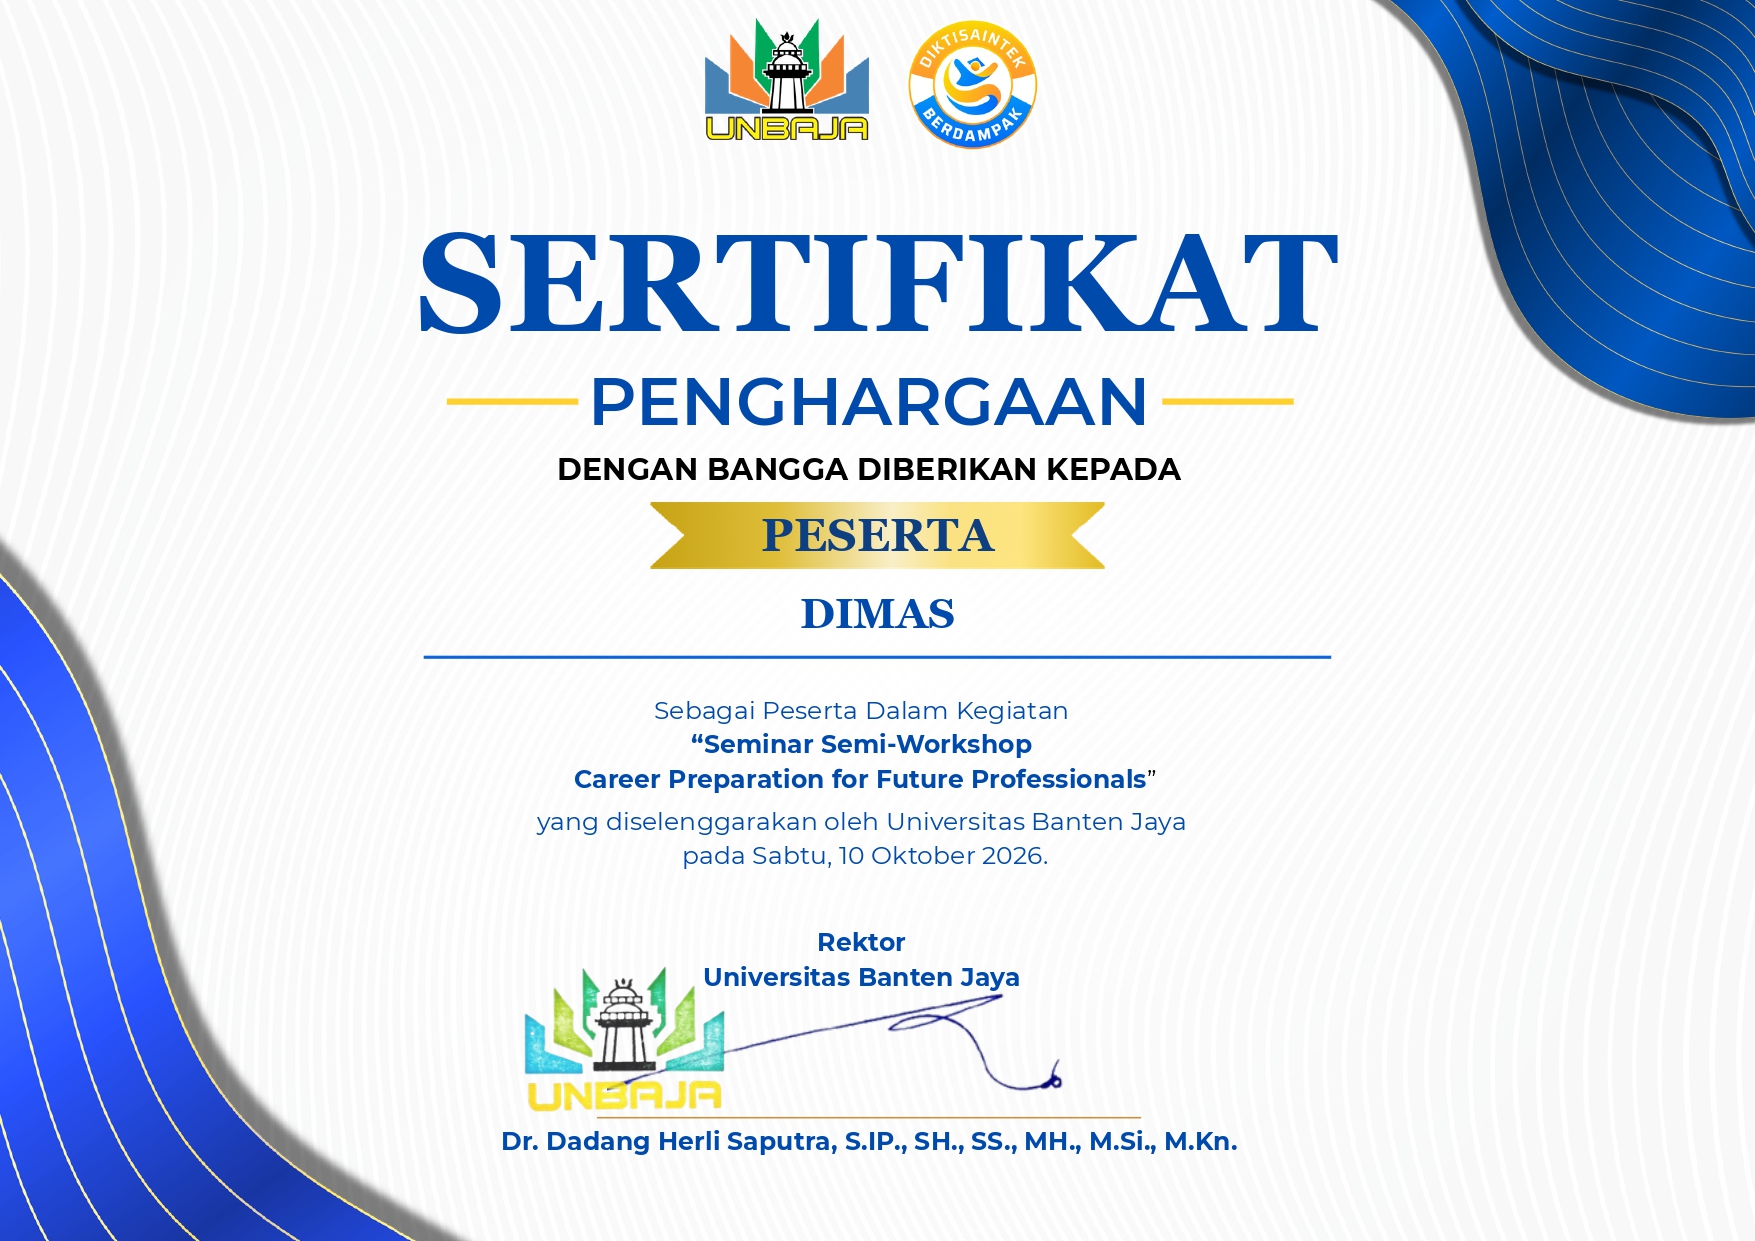 UNBAJA
DIKTISAINTEK
BERDAMPAK
SERTIFIKAT
PENGHARGAAN
DENGAN BANGGA DIBERIKAN KEPADA
PESERTA
DIMAS
Sebagai Peserta Dalam Kegiatan
“Seminar Semi-Workshop
Career Preparation for Future Professionals”
yang diselenggarakan oleh Universitas Banten Jaya
pada Sabtu, 10 Oktober 2026.
Rektor
Universitas Banten Jaya
UNBAJA
Dr. Dadang Herli Saputra, S.IP., SH., SS., MH., M.Si., M.Kn.